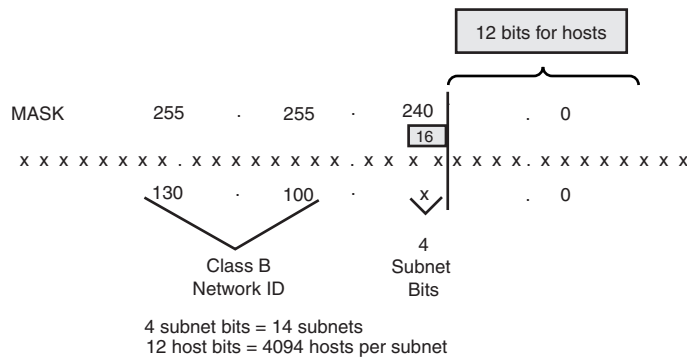 12 bits for hosts
MASK 255 . 255 . 240 . 0
16
x x x x x x x x . x x x x x x x x . x x x x x x x x . x x x x x x x x
130 . 100 . x . 0
4
Class B Subnet
Network ID Bits
4 subnet bits = 14 subnets
12 host bits = 4094 hosts per subnet